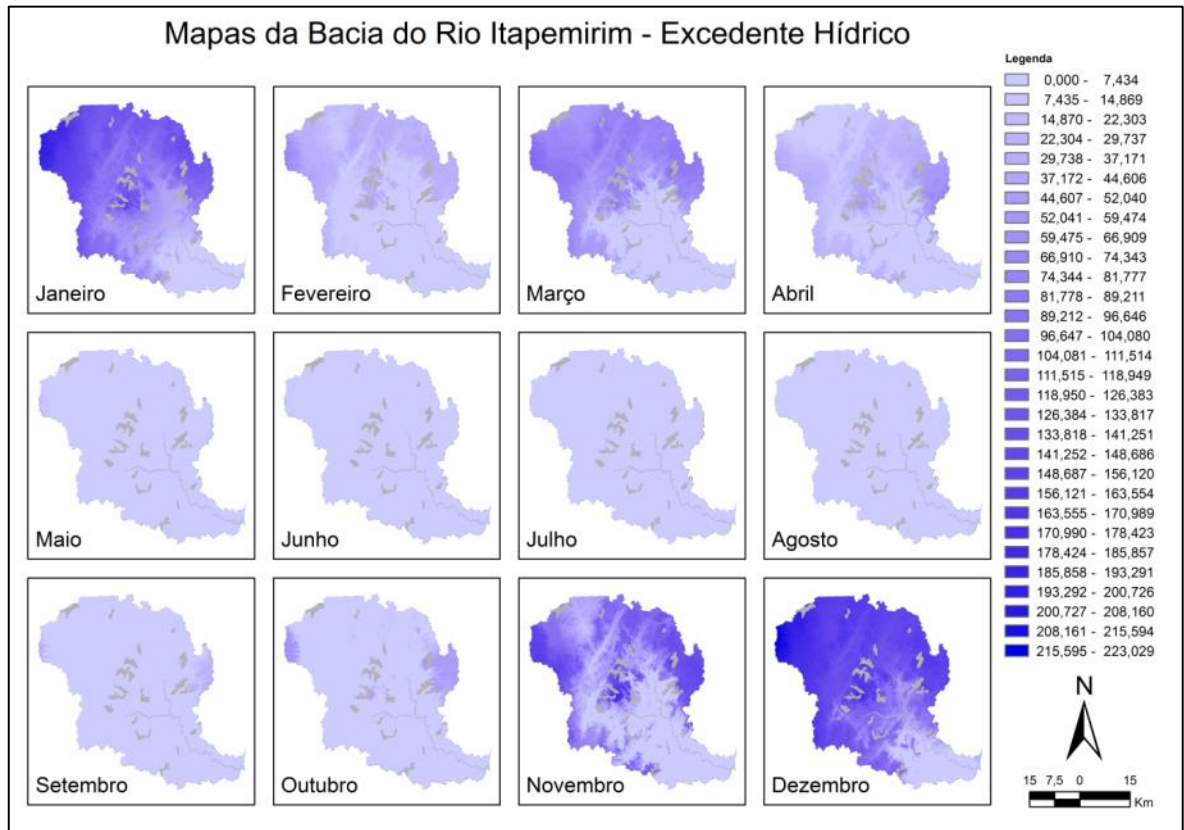 Mapas da Bacia do Rio Itapemirim - Excedente Hídrico
Legenda
0,000 - 7,434
7,435 - 14,869
14,870 - 22,303
22,304 - 29,737
29,738 - 37,171
37,172 - 44,606
44,607 - 52,040
52,041 - 59,474
59,475 - 66,909
66,910 - 74,343
74,344 - 81,777
81,778 - 89,211
89,212 - 96,646
96,647 - 104,080
104,081 - 111,514
111,515 - 118,949
118,950 - 126,383
126,384 - 133,817
133,818 - 141,251
141,252 - 148,686
148,687 - 156,120
156,121 - 163,554
163,555 - 170,989
170,990 - 178,423
178,424 - 185,857
185,858 - 193,291
193,292 - 200,726
200,727 - 208,160
208,161 - 215,594
215,595 - 223,029
Janeiro
Fevereiro
Março
Abril
Maio
Junho
Julho
Agosto
Setembro
Outubro
Novembro
Dezembro
N
15 7,5 0 15
Km